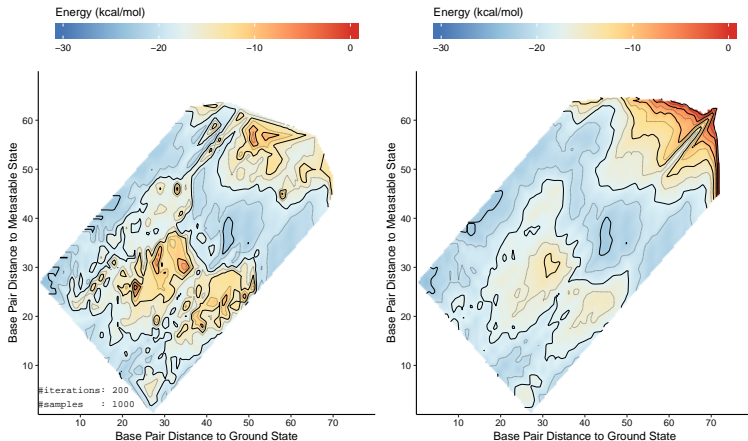 Energy (kcal/mol)
−30 −20 −10 0
Base Pair Distance to Metastable State
60
50
40
30
20
10
#iterations: 200
#samples : 1000
10 20 30 40 50 60 70
Base Pair Distance to Ground State
Energy (kcal/mol)
−30 −20 −10 0
Base Pair Distance to Metastable State
60
50
40
30
20
10
10 20 30 40 50 60 70
Base Pair Distance to Ground State